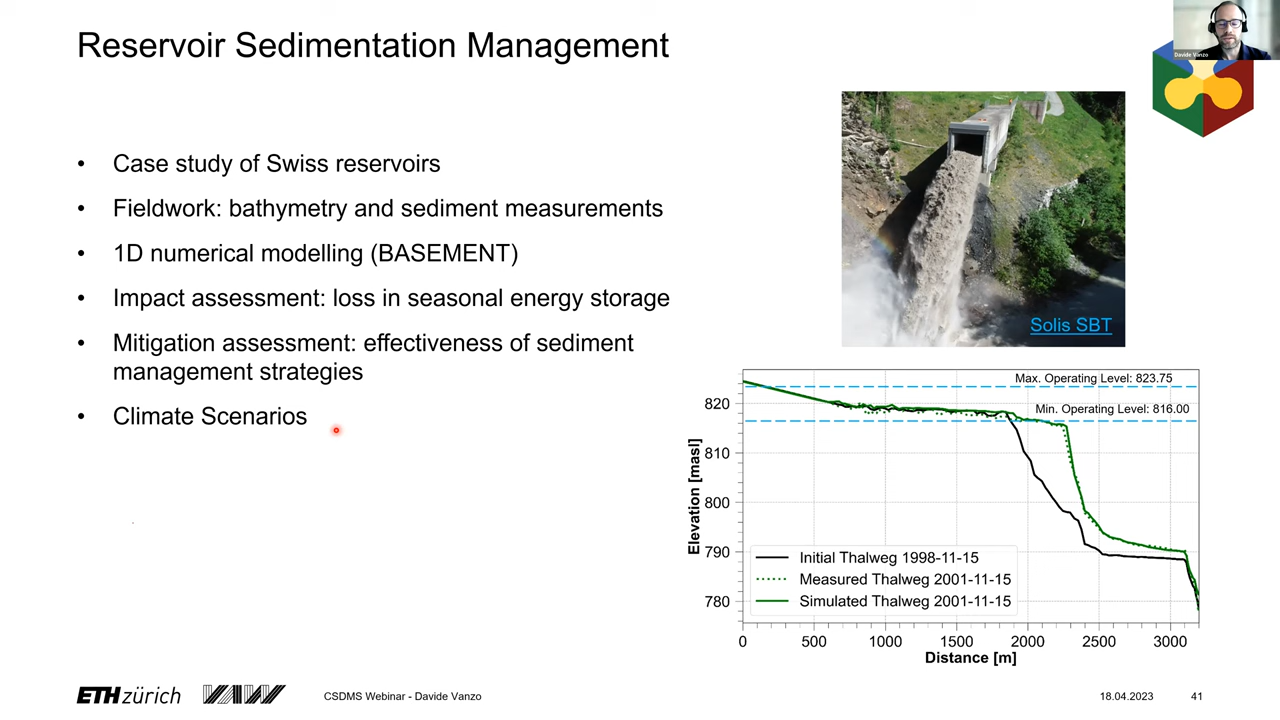 Reservoir Sedimentation Management
Davide Vanzo
• Case study of Swiss reservoirs
• Fieldwork: bathymetry and sediment measurements
• 1D numerical modelling (BASEMENT)
• Impact assessment: loss in seasonal energy storage
• Mitigation assessment: effectiveness of sediment
management strategies
• Climate Scenarios
Solis SBT
Max. Operating Level: 823.75
Min. Operating Level: 816.00
820
810
800
790
780
Elevation [masl]
Initial Thalweg 1998-11-15
Measured Thalweg 2001-11-15
Simulated Thalweg 2001-11-15
0 500 1000 1500 2000 2500 3000
Distance [m]
ETH zürich VAW
CSDMS Webinar - Davide Vanzo
18.04.2023
41